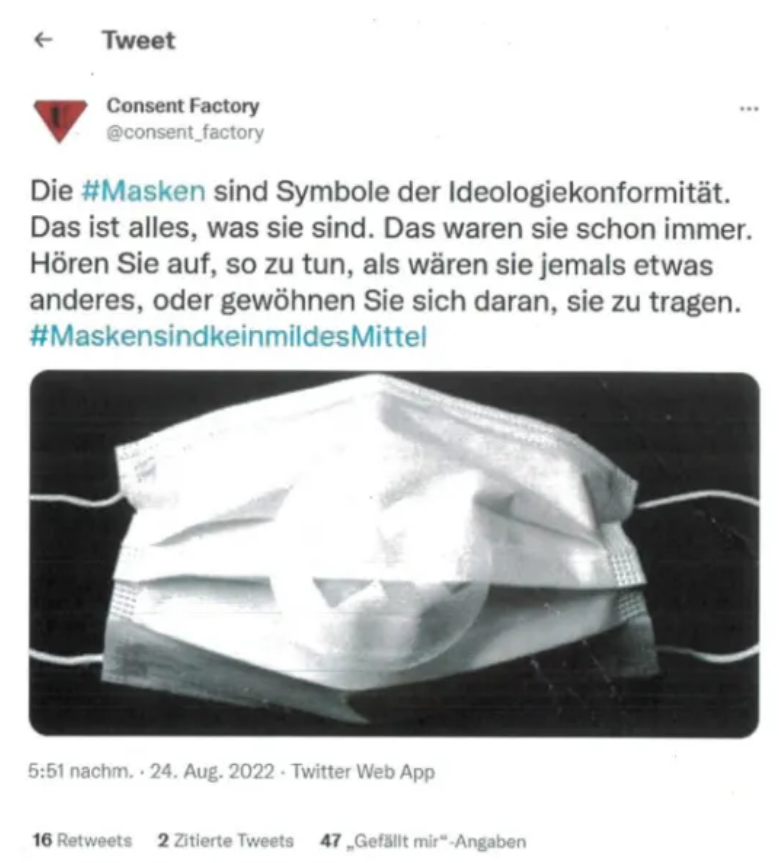 ← Tweet
Consent Factory
@consent_factory
...
Die #Masken sind Symbole der Ideologiekonformität.
Das ist alles, was sie sind. Das waren sie schon immer.
Hören Sie auf, so zu tun, als wären sie jemals etwas
anderes, oder gewöhnen Sie sich daran, sie zu tragen.
#MaskensindkeinmildesMittel
5:51 nachm. · 24. Aug. 2022 · Twitter Web App
16 Retweets 2 Zitierte Tweets 47 „Gefällt mir“-Angaben